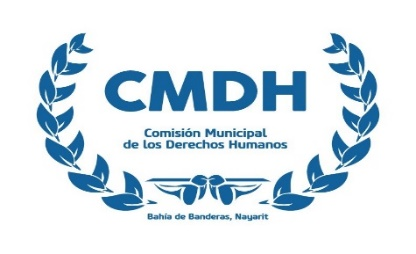 CMDH
Comisión Municipal
de los Derechos Humanos
Bahía de Banderas, Nayarit